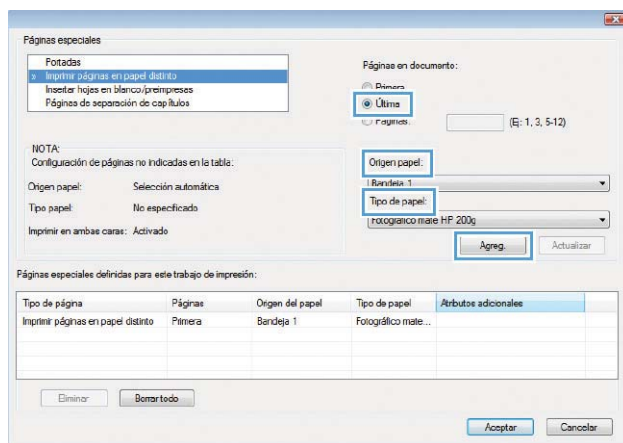 Páginas especiales
Portadas
» Imprimir páginas en papel distinto
Insertar hojas en blanco/preimpresas
Páginas de separación de capítulos
Páginas en documento:
Primera
Última
Páginas:
(Ej: 1, 3, 5-12)
NOTA:
Configuración de páginas no indicadas en la tabla:
Origen papel: Selección automática
Tipo papel: No especificado
Imprimir en ambas caras: Activado
Origen papel:
Bandeja 1
Tipo de papel:
Fotográfico mate HP 200g
Agreg. Actualizar
Páginas especiales definidas para este trabajo de impresión:
Tipo de página Páginas Origen del papel Tipo de papel Atributos adicionales
Imprimir páginas en papel distinto Primera Bandeja 1 Fotográfico mate...
Eliminar Borrar todo
Aceptar Cancelar